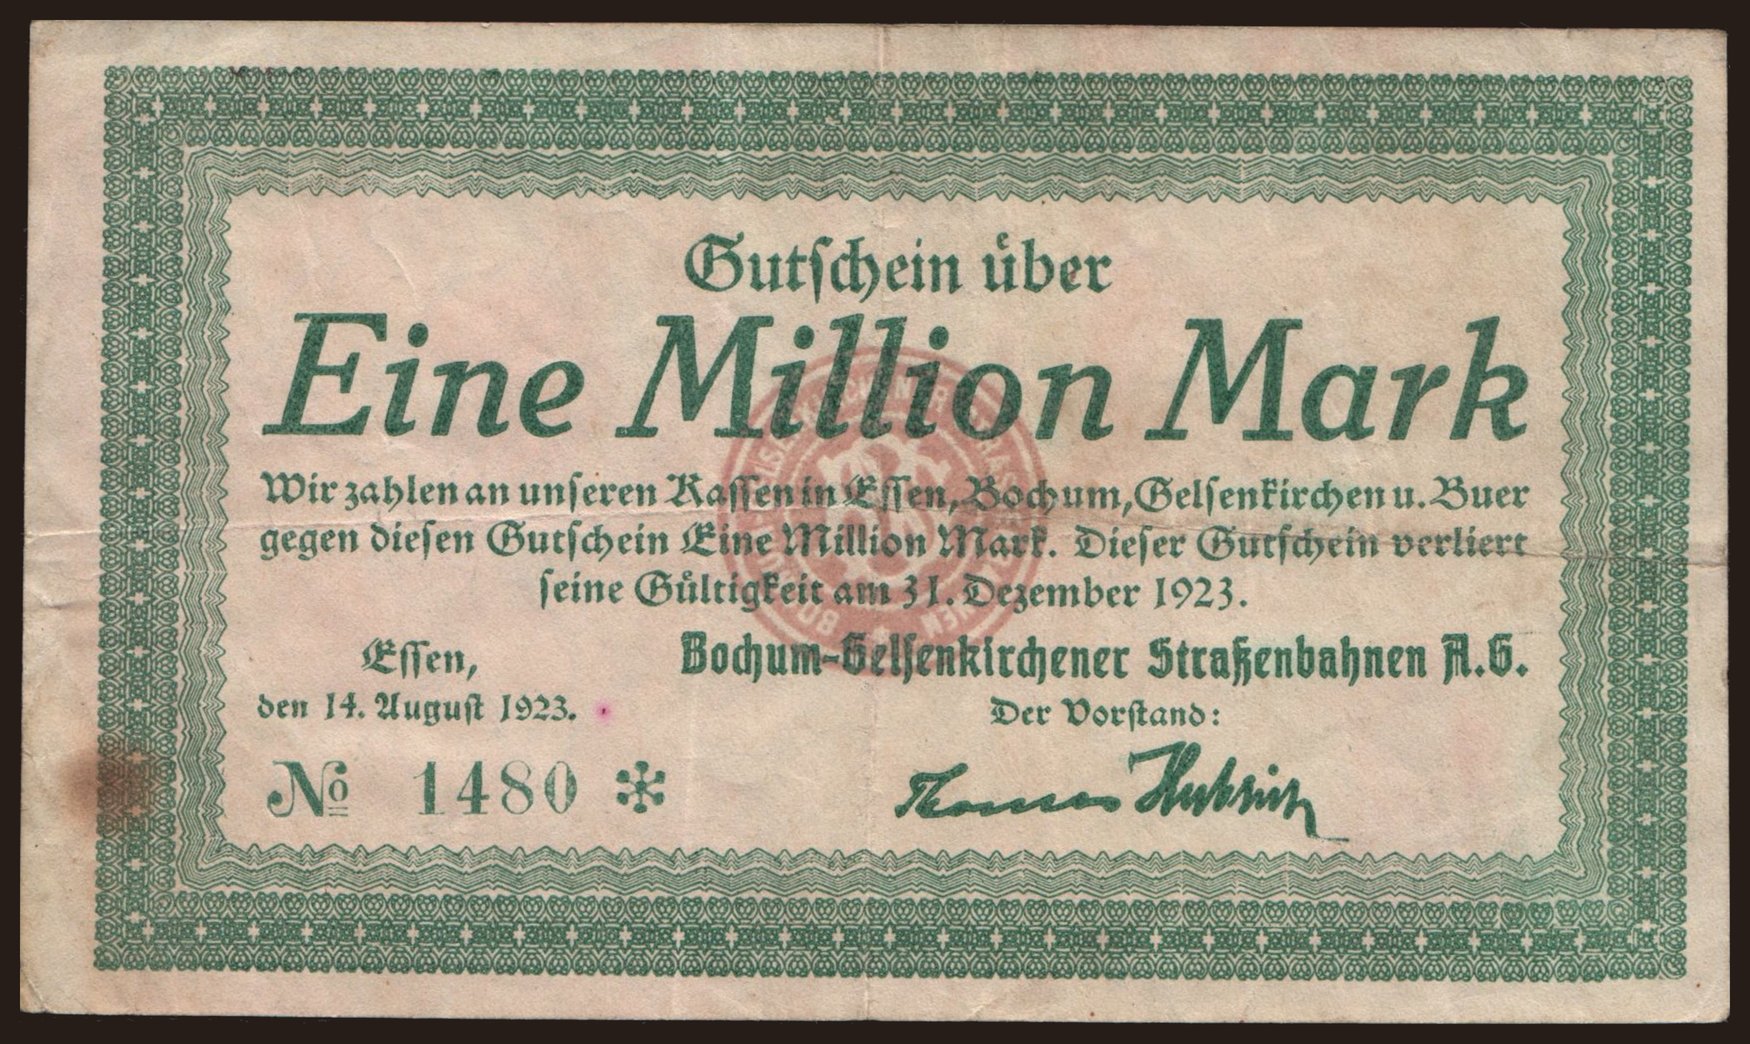 Gutschein über
Eine Million Mark
Wir zahlen an unseren Kassen in Essen, Bochum, Gelsenkirchen u. Buer
gegen diesen Gutschein Eine Million Mark. Dieser Gutschein verliert
seine Gültigkeit am 31. Dezember 1923.
Essen,
den 14. August 1923.
Bochum-Gelsenkirchener Straßenbahnen A.G.
Der Vorstand:
№ 1480 *